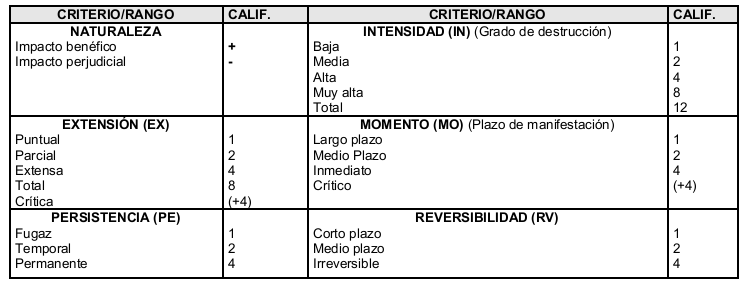 CRITERIO/RANGO CALIF. CRITERIO/RANGO CALIF.
NATURALEZA INTENSIDAD (IN) (Grado de destrucción)
Impacto benéfico + Baja 1
Impacto perjudicial - Media 2
Alta 4
Muy alta 8
Total 12
EXTENSIÓN (EX) MOMENTO (MO) (Plazo de manifestación)
Puntual 1 Largo plazo 1
Parcial 2 Medio Plazo 2
Extensa 4 Inmediato 4
Total 8 Crítico (+4)
Crítica (+4)
PERSISTENCIA (PE) REVERSIBILIDAD (RV)
Fugaz 1 Corto plazo 1
Temporal 2 Medio plazo 2
Permanente 4 Irreversible 4